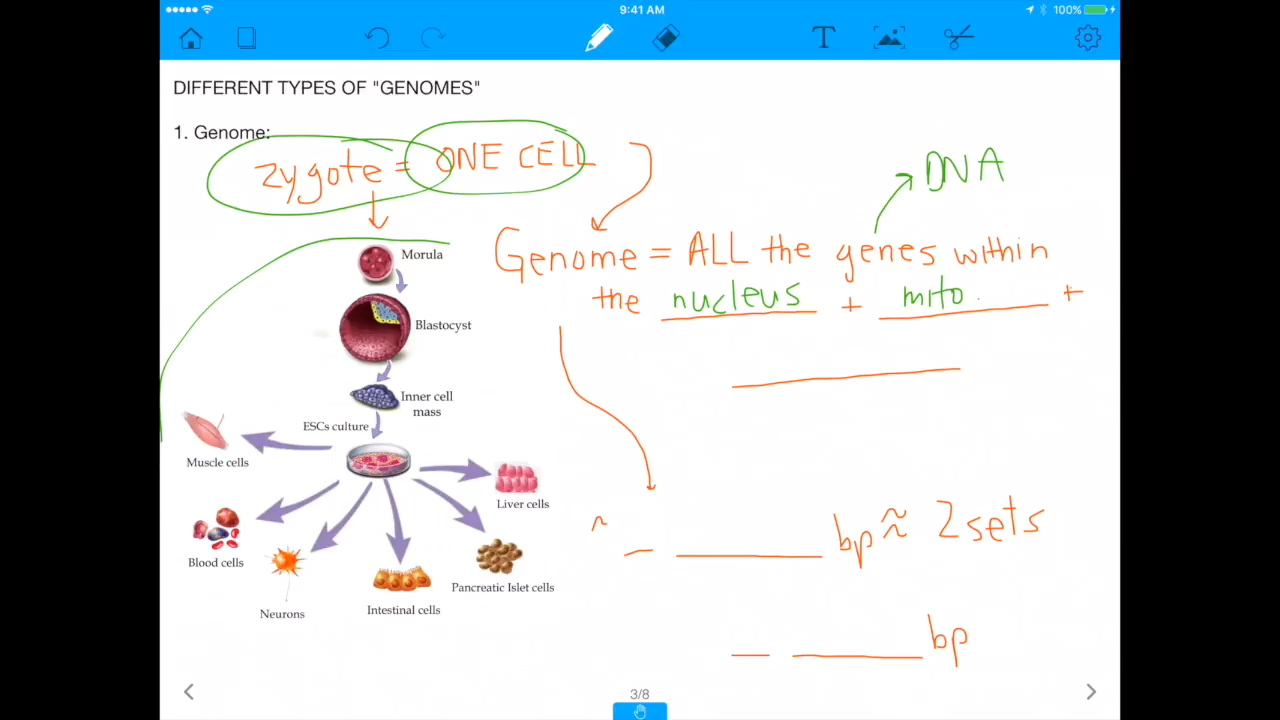 9:41 AM
100%
T
DIFFERENT TYPES OF "GENOMES"
1. Genome:
zygote = ONE CELL
DNA
Genome = ALL the genes within
the nucleus + mito. +
Morula
Blastocyst
Inner cell
mass
ESCs culture
Muscle cells
Liver cells
Blood cells
Neurons
Intestinal cells
Pancreatic Islet cells
~ bp ≈ 2 sets
bp
3/8